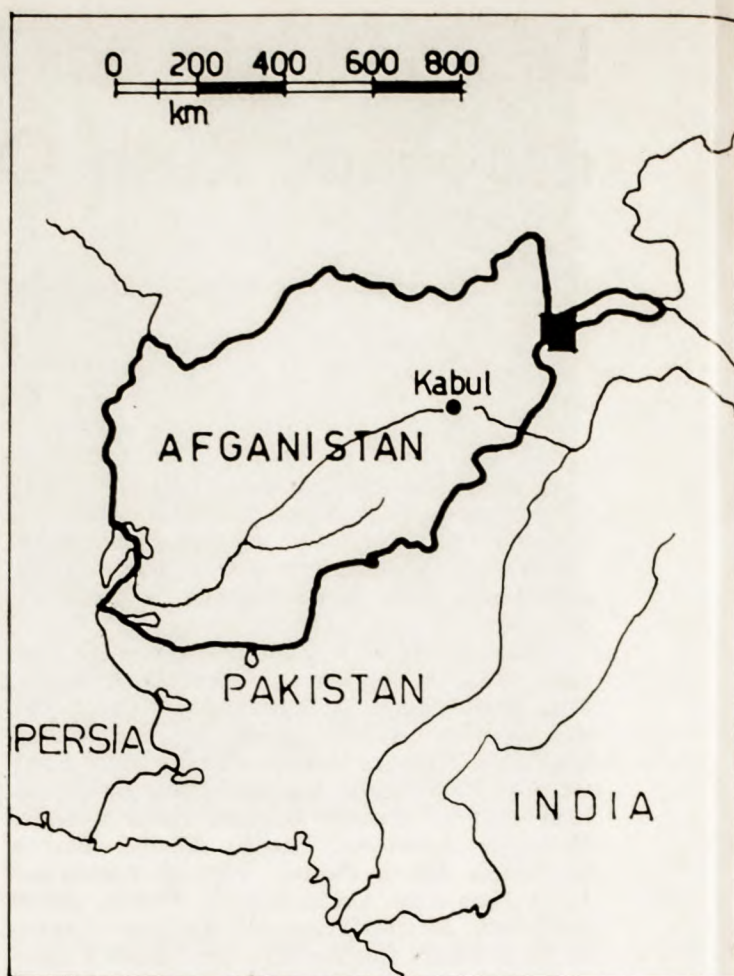 0 200 400 600 800
km
Kabul
AFGANISTAN
PAKISTAN
PERSIA
INDIA